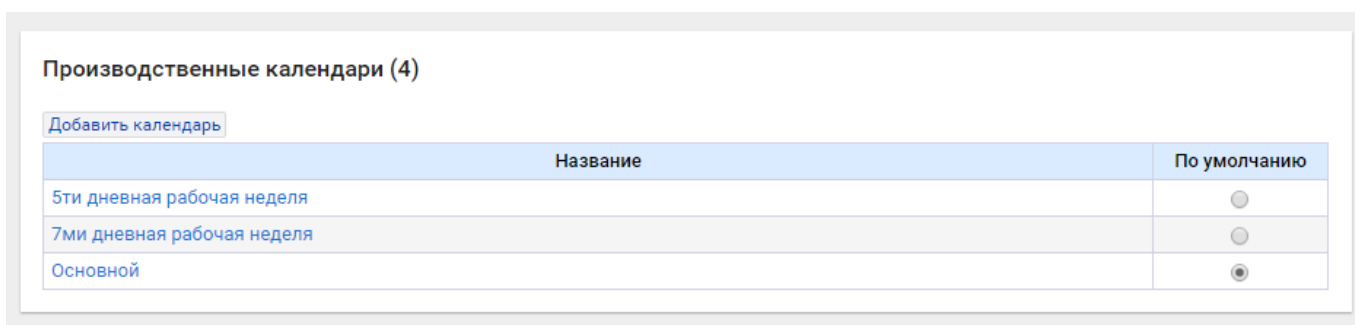 Производственные календари (4)
Добавить календарь
Название По умолчанию
5ти дневная рабочая неделя
7ми дневная рабочая неделя
Основной